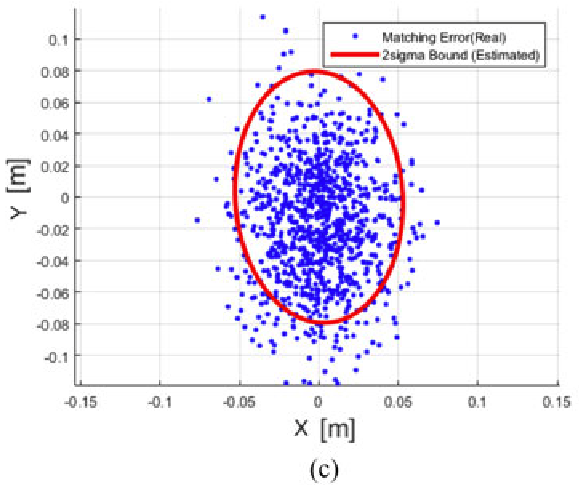 Matching Error(Real)
2sigma Bound (Estimated)
0.1
0.08
0.06
0.04
0.02
0
-0.02
-0.04
-0.06
-0.08
-0.1
Y [m]
-0.15 -0.1 -0.05 0 0.05 0.1 0.15
X [m]
(c)